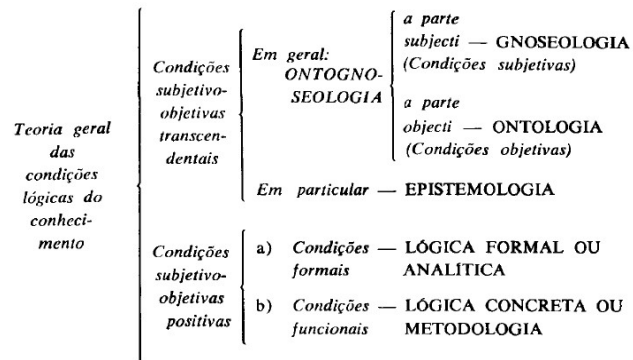 Teoria geral
das
condições
lógicas do
conheci-
mento
Condições
subjetivo-
objetivas
transcen-
dentais
Em geral:
ONTOGNO-
SEOLOGIA
a parte
subjecti — GNOSEOLOGIA
(Condições subjetivas)
a parte
objecti — ONTOLOGIA
(Condições objetivas)
Em particular — EPISTEMOLOGIA
Condições
subjetivo-
objetivas
positivas
a) Condições — LÓGICA FORMAL OU
formais ANALÍTICA
b) Condições — LÓGICA CONCRETA OU
funcionais METODOLOGIA